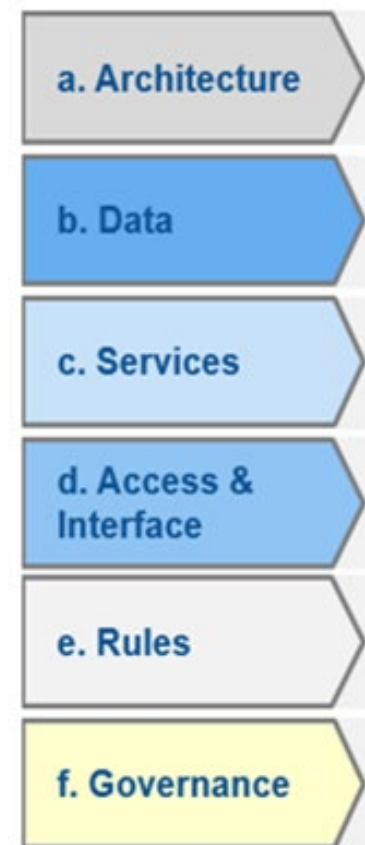 a. Architecture
b. Data
c. Services
d. Access &
Interface
e. Rules
f. Governance